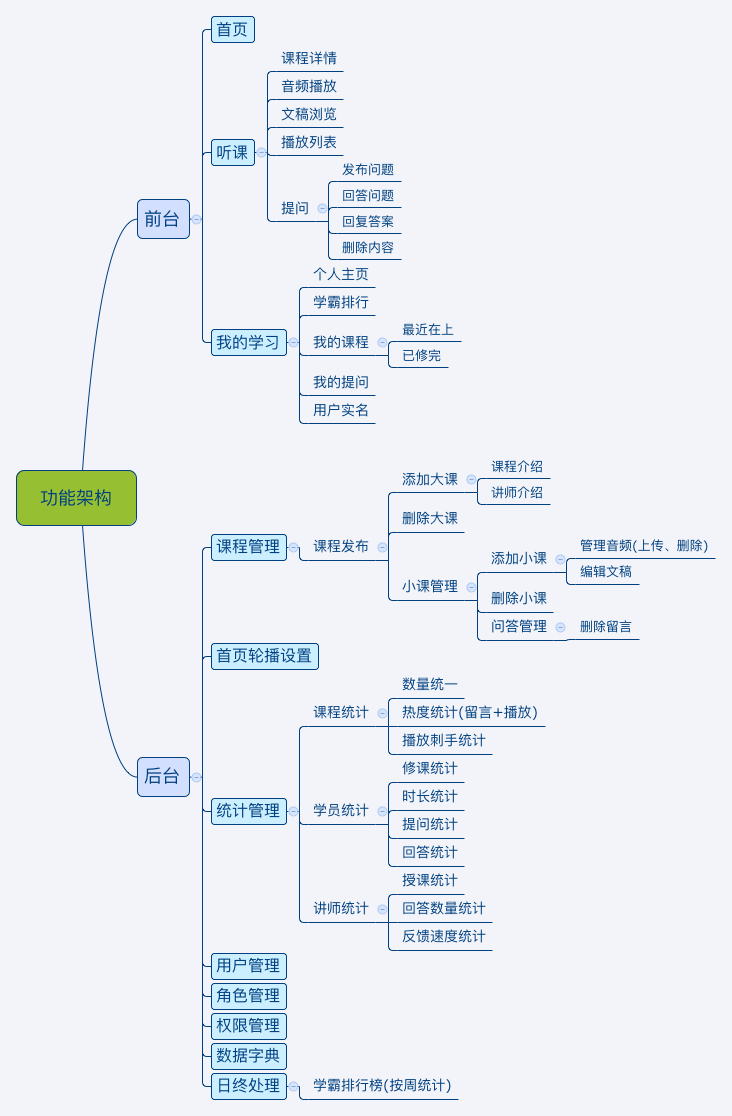 功能架构
前台
首页
听课
课程详情
音频播放
文稿浏览
播放列表
提问
发布问题
回答问题
回复答案
删除内容
我的学习
个人主页
学霸排行
我的课程
最近在上
已修完
我的提问
用户实名
后台
课程管理
课程发布
添加大课
课程介绍
讲师介绍
删除大课
小课管理
添加小课
管理音频(上传、删除)
编辑文稿
删除小课
问答管理
删除留言
首页轮播设置
统计管理
课程统计
数量统一
热度统计(留言+播放)
播放刺手统计
学员统计
修课统计
时长统计
提问统计
回答统计
讲师统计
授课统计
回答数量统计
反馈速度统计
用户管理
角色管理
权限管理
数据字典
日终处理
学霸排行榜(按周统计)